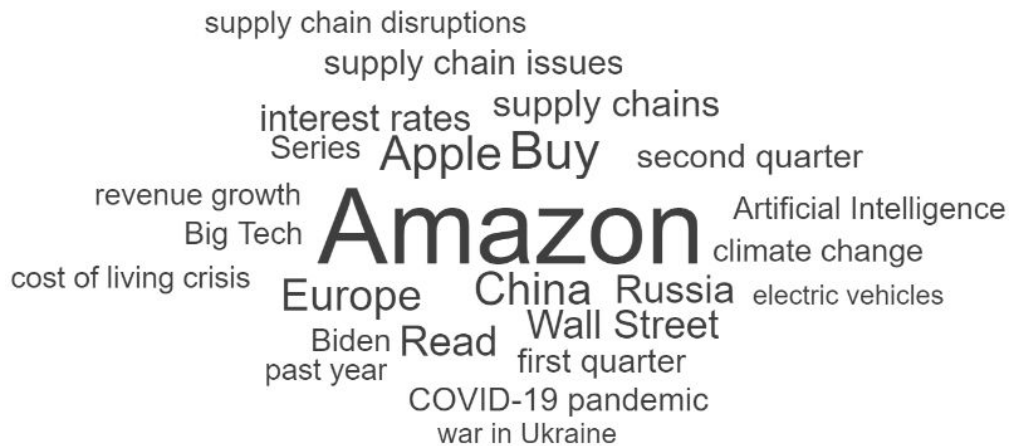 supply chain disruptions
supply chain issues
supply chains
interest rates
Series
Apple
Buy
second quarter
revenue growth
Amazon
Artificial Intelligence
Big Tech
climate change
cost of living crisis
Europe
China
Russia
electric vehicles
Wall Street
Biden
Read
first quarter
past year
COVID-19 pandemic
war in Ukraine